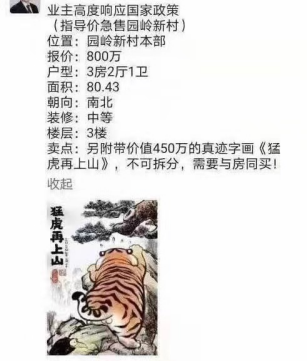 业主高度响应国家政策
（指导价急售园岭新村）
位置：园岭新村本部
报价：800万
户型：3房2厅1卫
面积：80.43
朝向：南北
装修：中等
楼层：3楼
卖点：另附带价值450万的真迹字画《猛
虎再上山》，不可拆分，需要与房同买！
收起
猛虎再上山